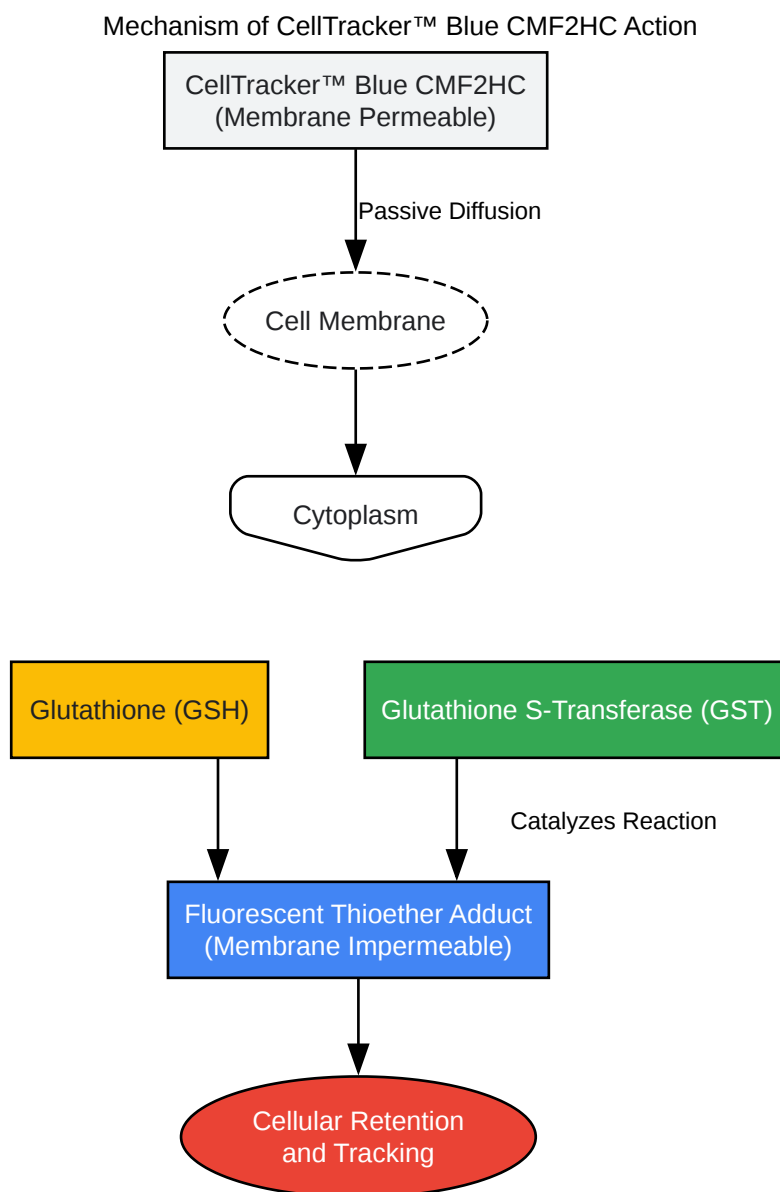 Mechanism of CellTracker™ Blue CMF2HC Action
CellTracker™ Blue CMF2HC
(Membrane Permeable)
Passive Diffusion
Cell Membrane
Cytoplasm
Glutathione (GSH)
Glutathione S-Transferase (GST)
Catalyzes Reaction
Fluorescent Thioether Adduct
(Membrane Impermeable)
Cellular Retention
and Tracking